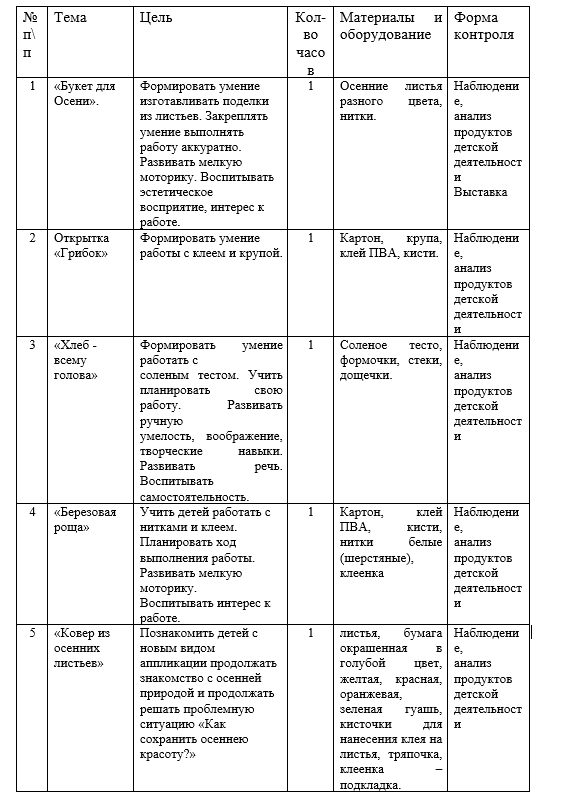 № п\п Тема Цель Кол-во часов Материалы и оборудование Форма контроля
1 «Букет для Осени». Формировать умение изготавливать поделки из листьев. Закреплять умение выполнять работу аккуратно. Развивать мелкую моторику. Воспитывать эстетическое восприятие, интерес к работе. 1 Осенние листья разного цвета, нитки. Наблюдение, анализ продуктов детской деятельности Выставка
2 Открытка «Грибок» Формировать умение работы с клеем и крупой. 1 Картон, крупа, клей ПВА, кисти. Наблюдение, анализ продуктов детской деятельности
3 «Хлеб - всему голова» Формировать умение работать с соленым тестом. Учить планировать свою работу. Развивать ручную умелость, воображение, творческие навыки. Развивать речь. Воспитывать самостоятельность. 1 Соленое тесто, формочки, стеки, дощечки. Наблюдение, анализ продуктов детской деятельности
4 «Березовая роща» Учить детей работать с нитками и клеем. Планировать ход выполнения работы. Развивать мелкую моторику. Воспитывать интерес к работе. 1 Картон, клей ПВА, кисти, нитки белые (шерстяные), клеенка Наблюдение, анализ продуктов детской деятельности
5 «Ковер из осенних листьев» Познакомить детей с новым видом аппликации продолжать знакомство с осенней природой и продолжать решать проблемную ситуацию «Как сохранить осеннею красоту?» 1 листья, бумага окрашенная в голубой цвет, желтая, красная, оранжевая, зеленая гуашь, кисточки для нанесения клея на листья, тряпочка, клеенка – подкладка. Наблюдение, анализ продуктов детской деятельности